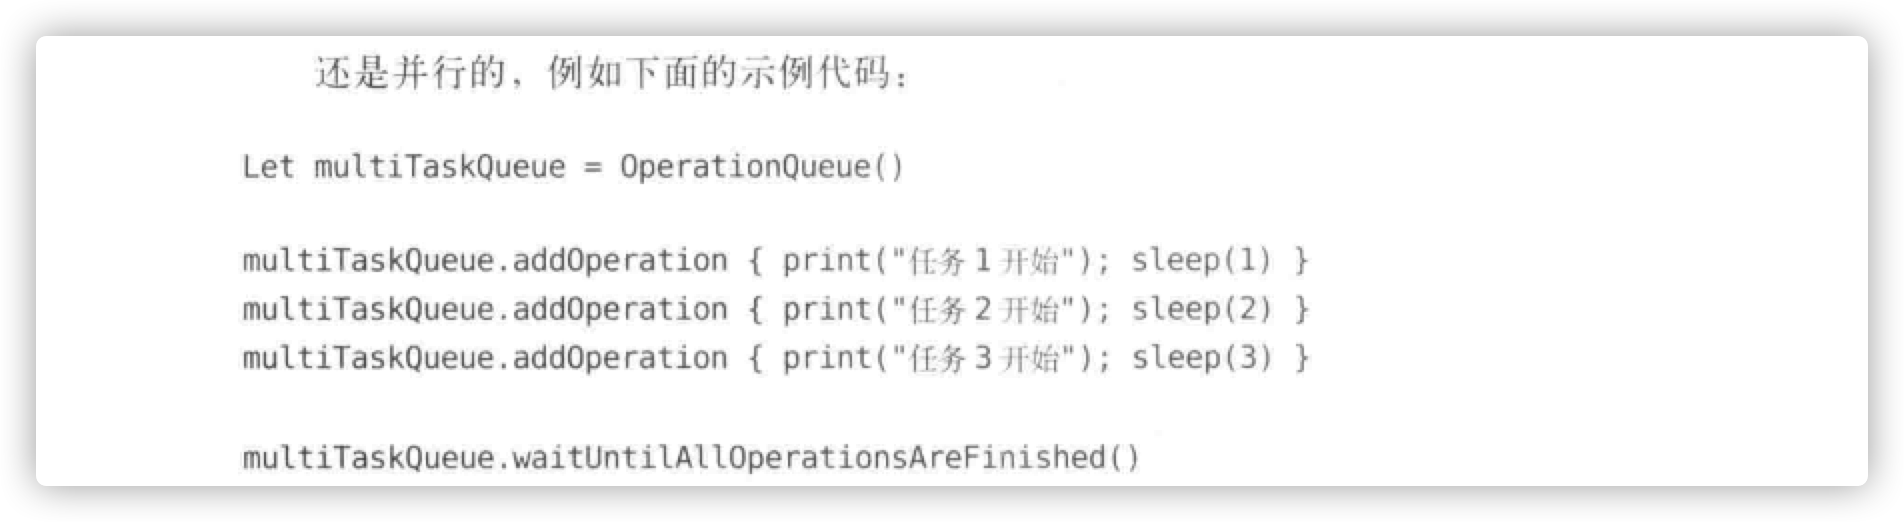 还是并行的，例如下面的示例代码：
Let multiTaskQueue = OperationQueue()
multiTaskQueue.addOperation { print("任务 1 开始"); sleep(1) }
multiTaskQueue.addOperation { print("任务 2 开始"); sleep(2) }
multiTaskQueue.addOperation { print("任务 3 开始"); sleep(3) }
multiTaskQueue.waitUntilAllOperationsAreFinished()